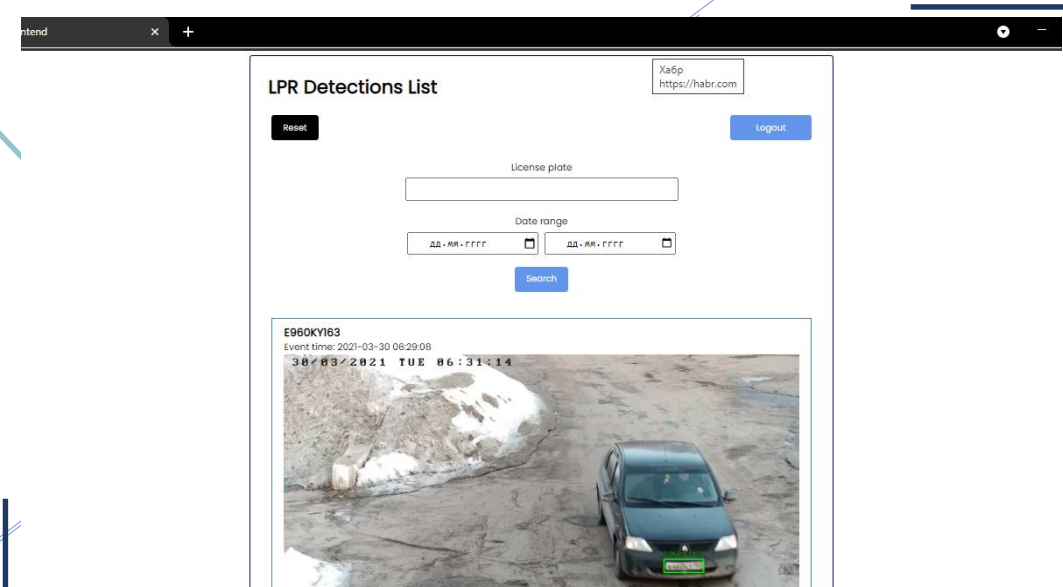 ntend
Хабр
https://habr.com
LPR Detections List
Reset
Logout
License plate
Date range
дд.мм.гггг
дд.мм.гггг
Search
E960KY163
Event time: 2021-03-30 06:29:08
30/03/2021 TUE 06:31:14